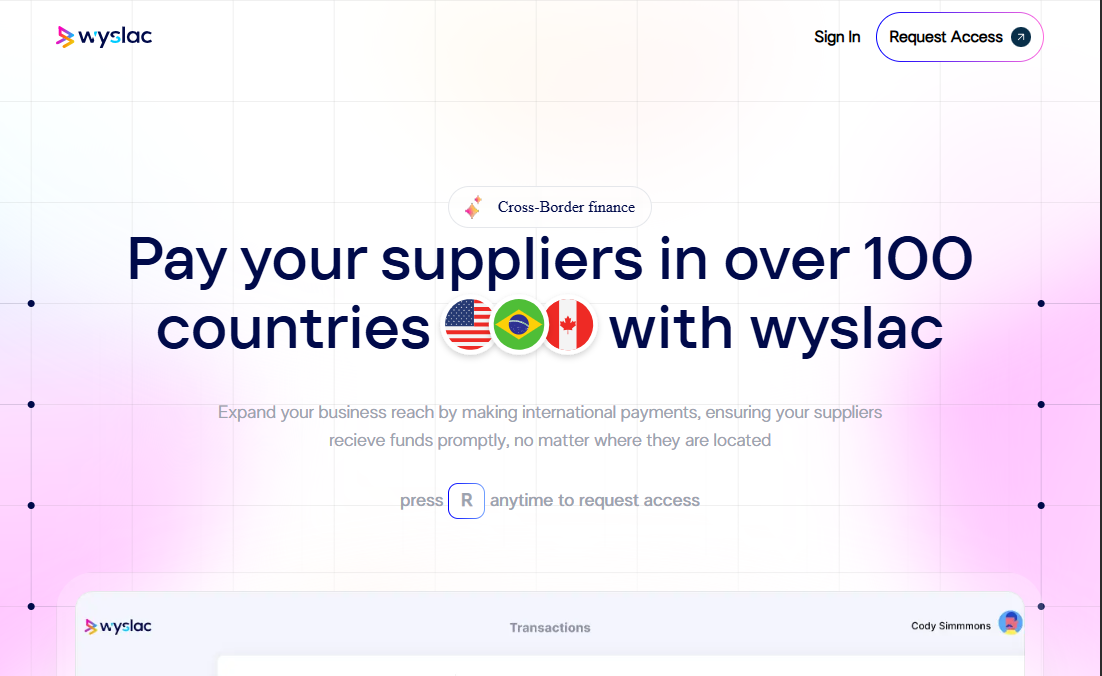 wyslac
Sign In
Request Access
Cross-Border finance
Pay your suppliers in over 100
countries with wyslac
Expand your business reach by making international payments, ensuring your suppliers
recieve funds promptly, no matter where they are located
press R anytime to request access
wyslac
Transactions
Cody Simmmons